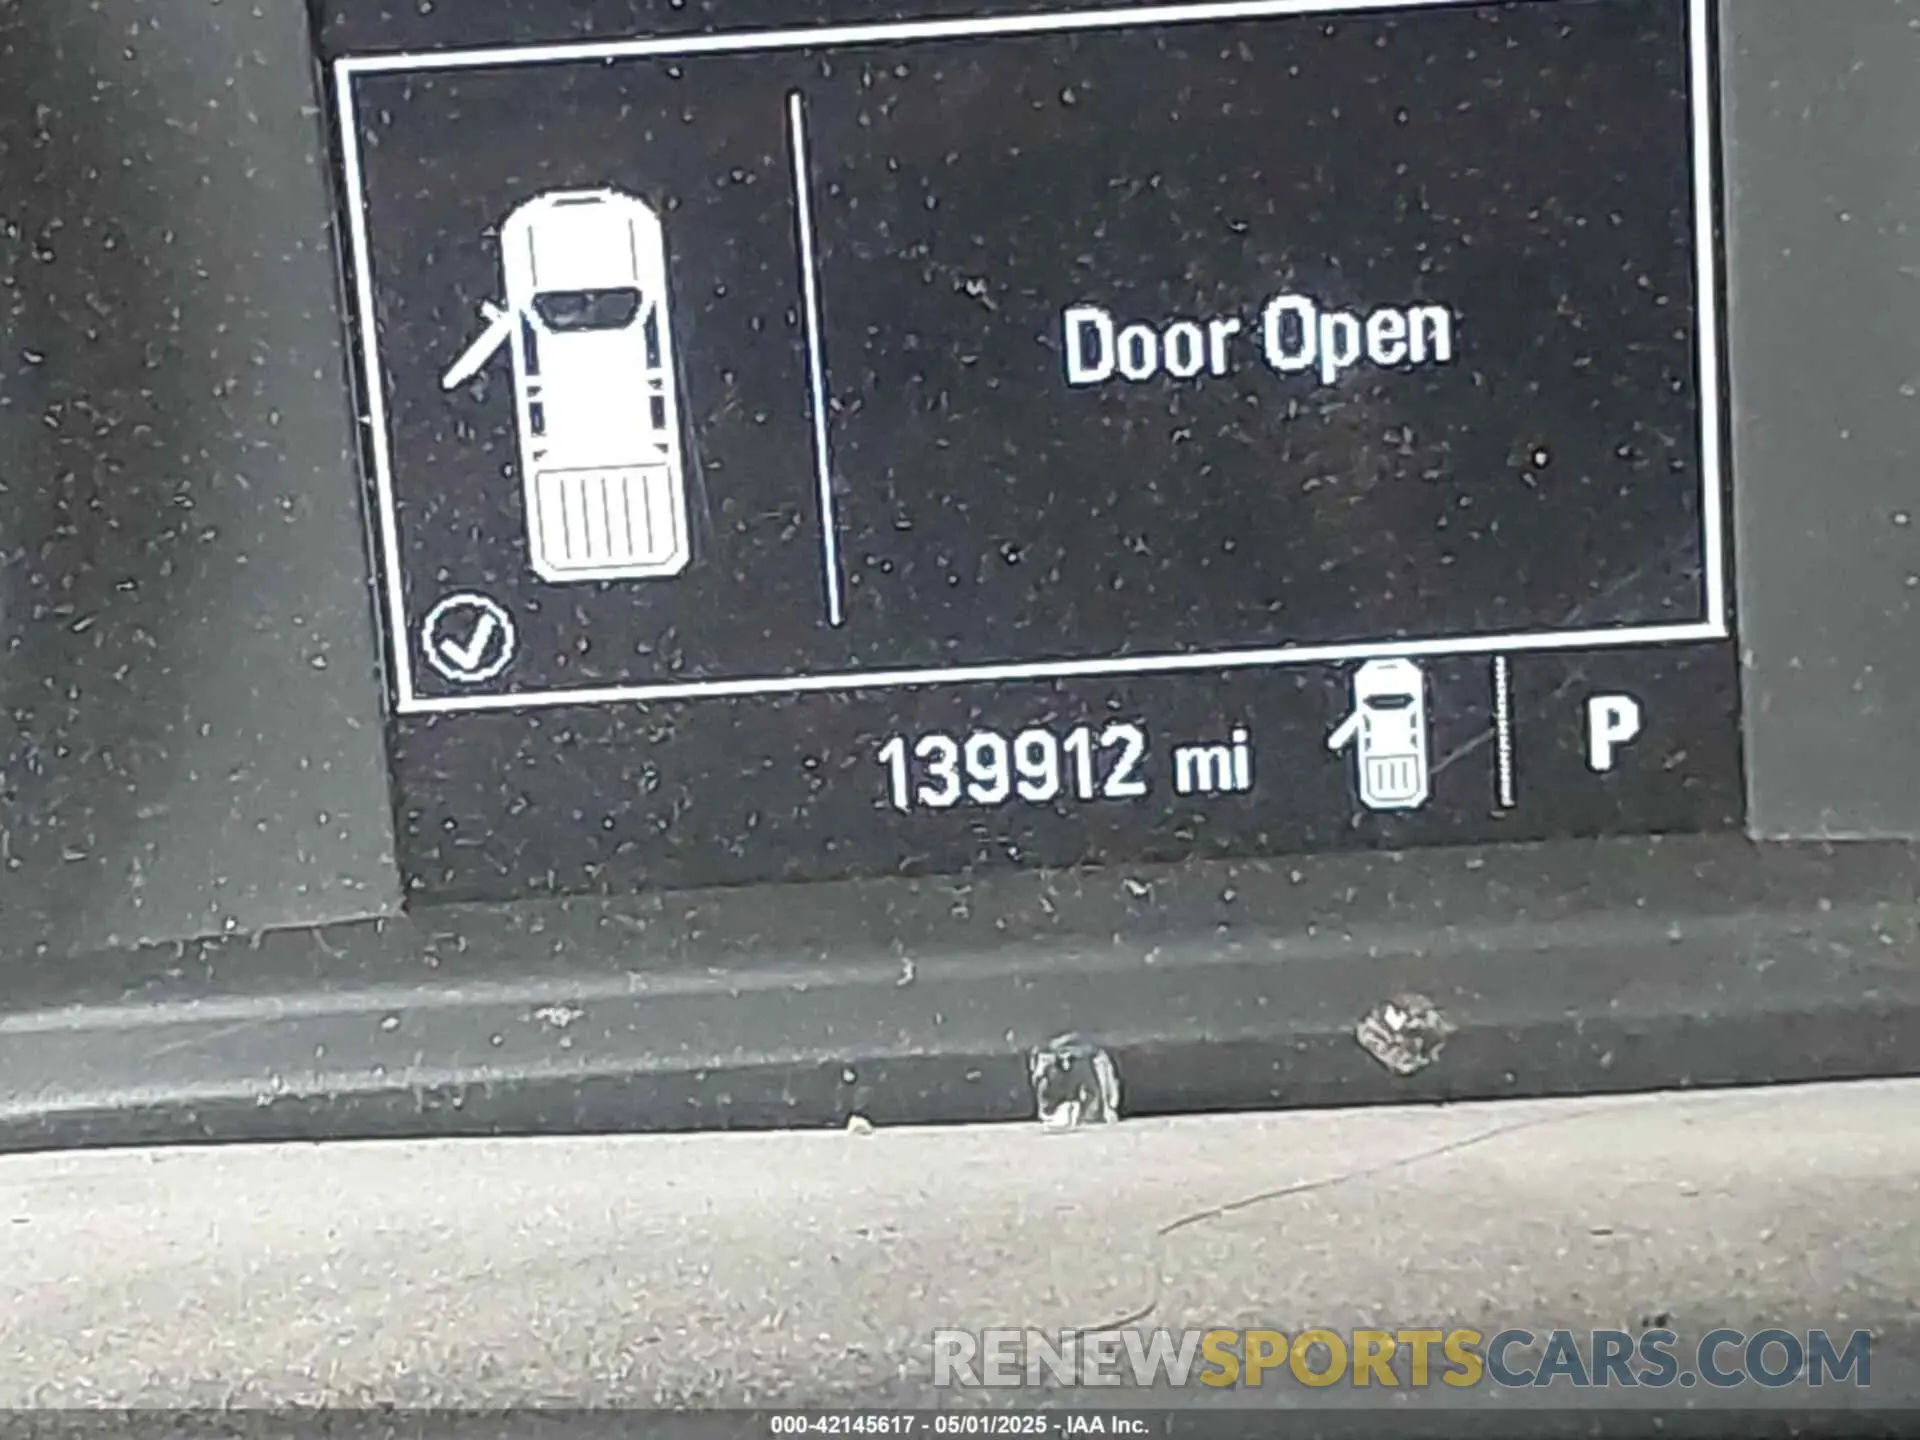 Door Open
139912 mi
P
RENEWSPORTSCARS.COM
000-42145617 - 05/01/2025 - IAA Inc.